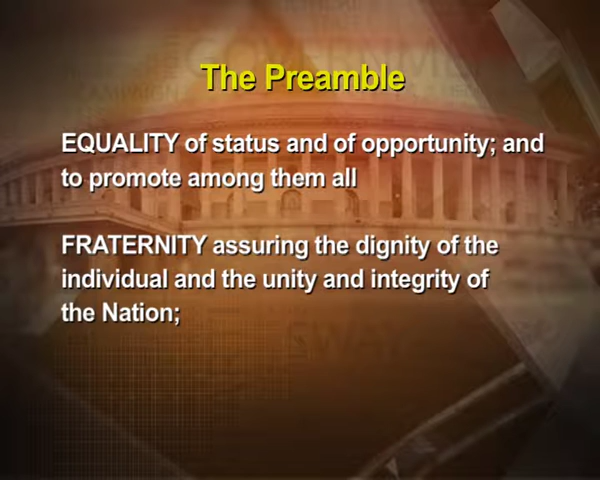 GOVERNMENT
The Preamble
EQUALITY of status and of opportunity; and
to promote among them all
FRATERNITY assuring the dignity of the
individual and the unity and integrity of
the Nation;